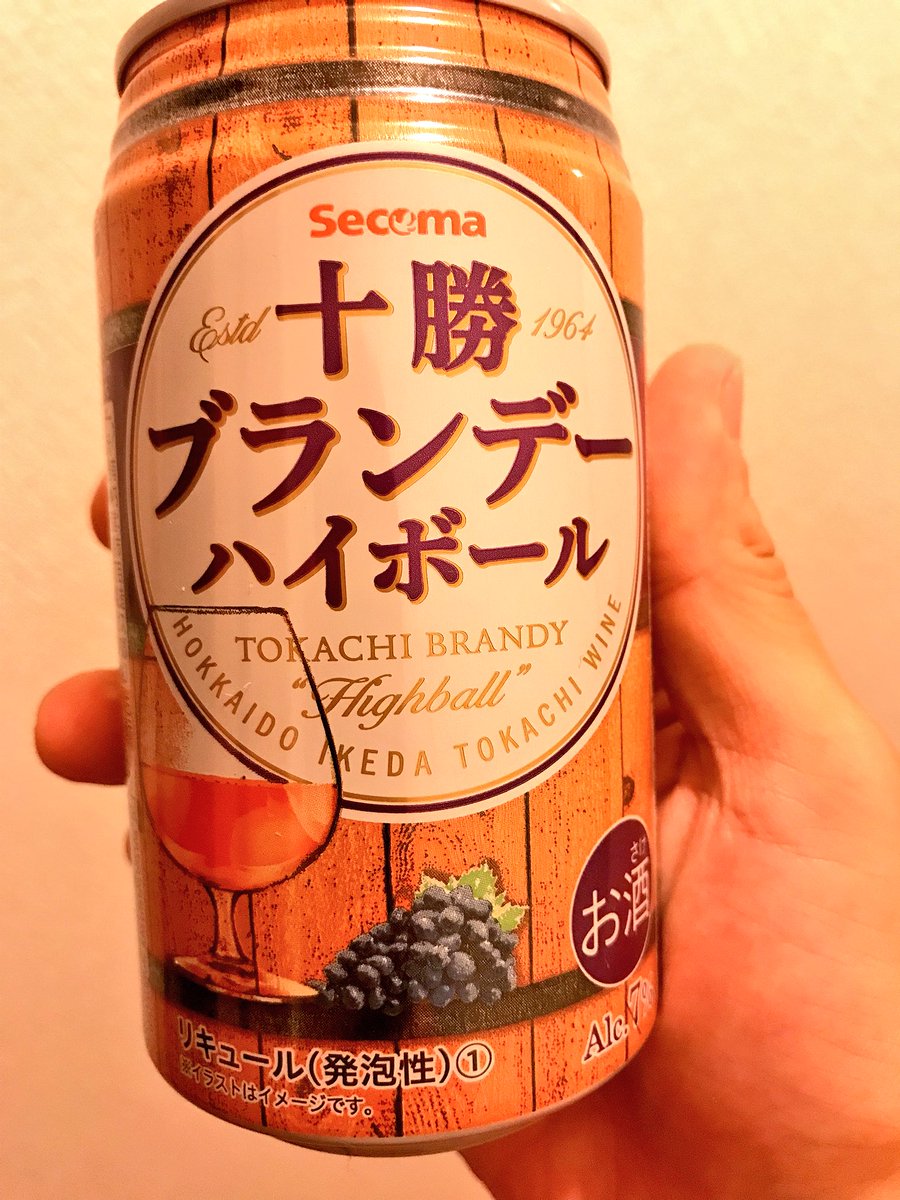 Secoma
Estd 十勝 1964
ブランデー
ハイボール
TOKACHI BRANDY
"Highball"
HOKKAIDO IKEDA TOKACHI WINE
さけ
お酒
Alc.7%
リキュール(発泡性)①
※イラストはイメージです。